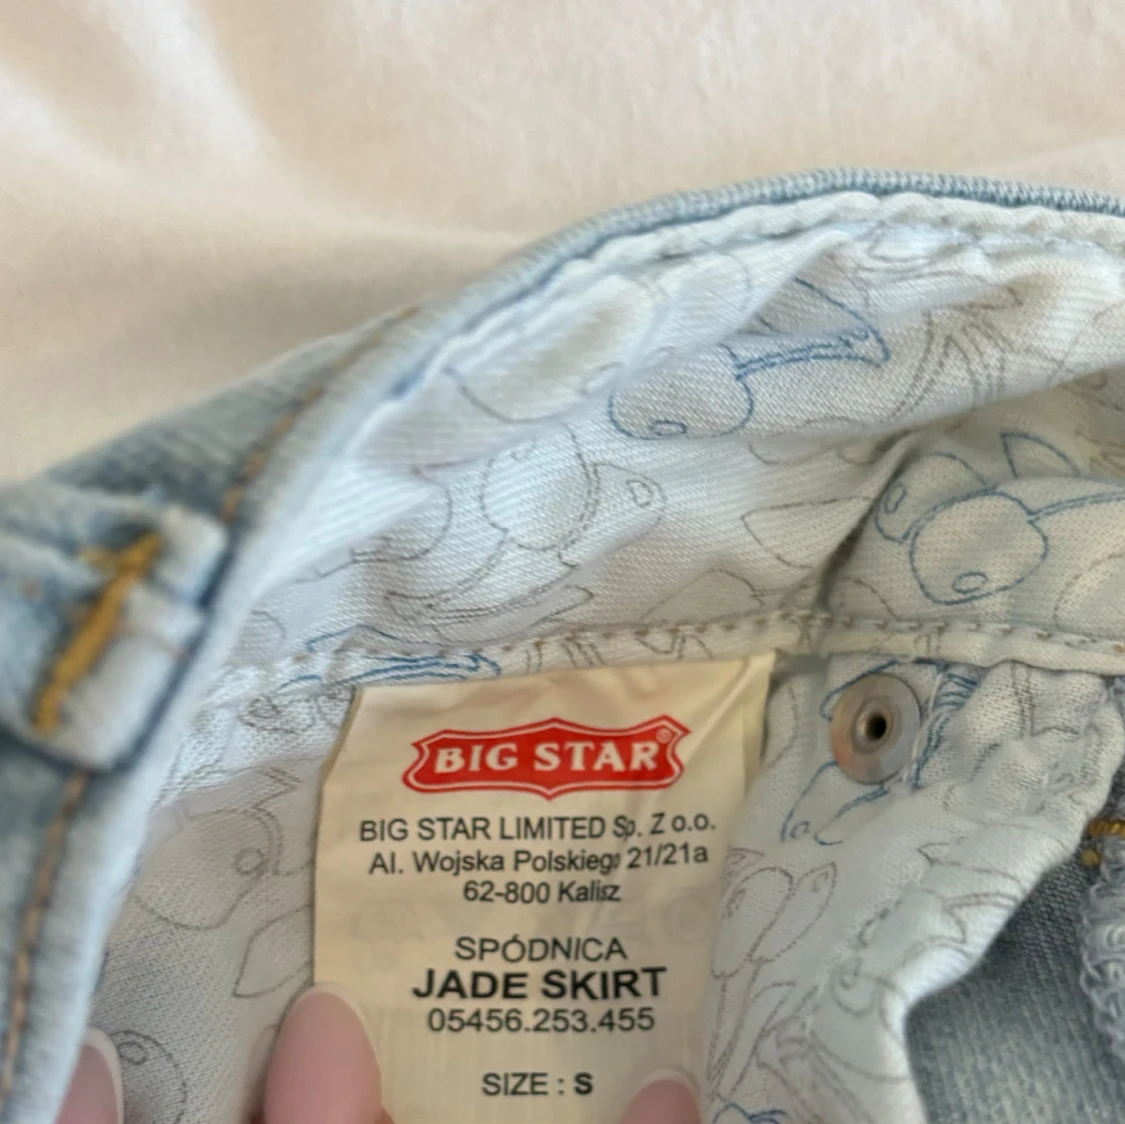 BIG STAR®
BIG STAR LIMITED Sp. Z o.o.
Al. Wojska Polskiego 21/21a
62-800 Kalisz
SPÓDNICA
JADE SKIRT
05456.253.455
SIZE : S